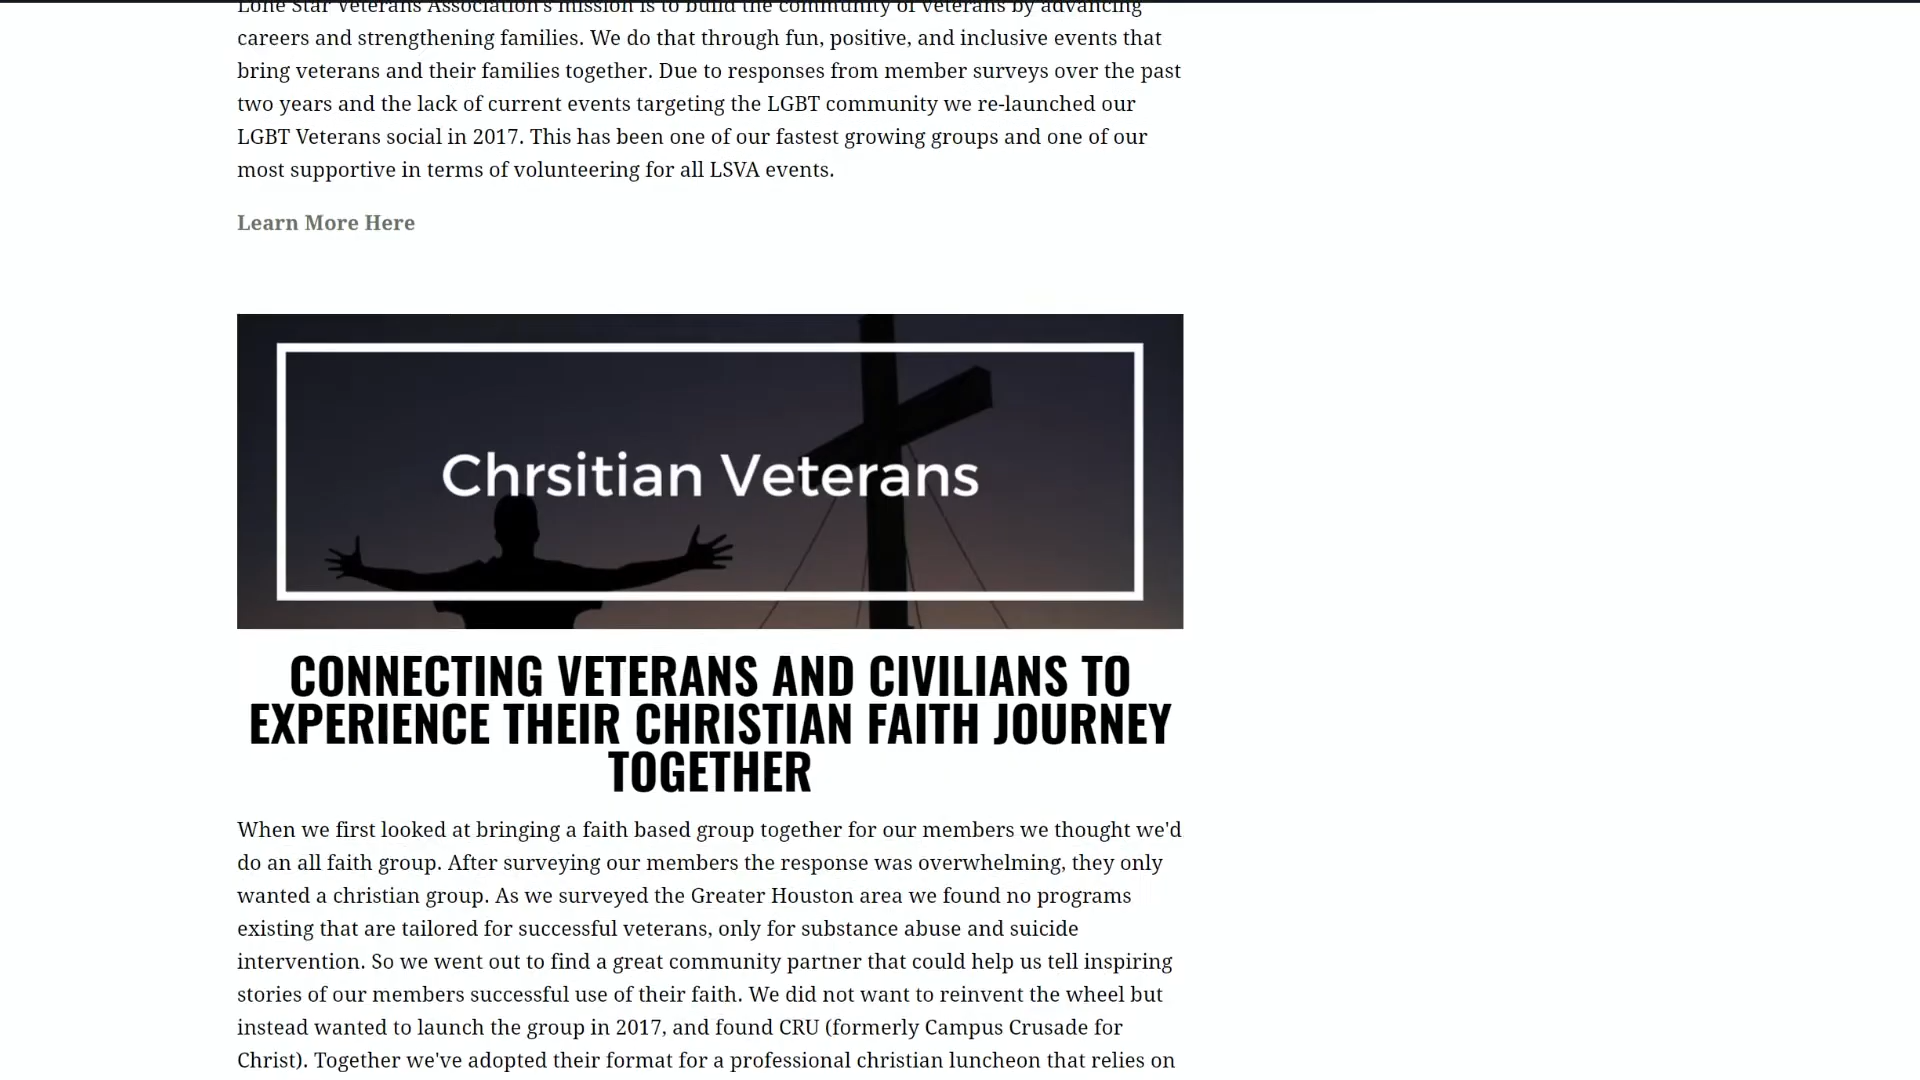 Lone Star Veterans Association's mission is to build the community of veterans by advancing
careers and strengthening families. We do that through fun, positive, and inclusive events that
bring veterans and their families together. Due to responses from member surveys over the past
two years and the lack of current events targeting the LGBT community we re-launched our
LGBT Veterans social in 2017. This has been one of our fastest growing groups and one of our
most supportive in terms of volunteering for all LSVA events.
Learn More Here
Chrsitian Veterans
CONNECTING VETERANS AND CIVILIANS TO
EXPERIENCE THEIR CHRISTIAN FAITH JOURNEY
TOGETHER
When we first looked at bringing a faith based group together for our members we thought we'd
do an all faith group. After surveying our members the response was overwhelming, they only
wanted a christian group. As we surveyed the Greater Houston area we found no programs
existing that are tailored for successful veterans, only for substance abuse and suicide
intervention. So we went out to find a great community partner that could help us tell inspiring
stories of our members successful use of their faith. We did not want to reinvent the wheel but
instead wanted to launch the group in 2017, and found CRU (formerly Campus Crusade for
Christ). Together we've adopted their format for a professional christian luncheon that relies on